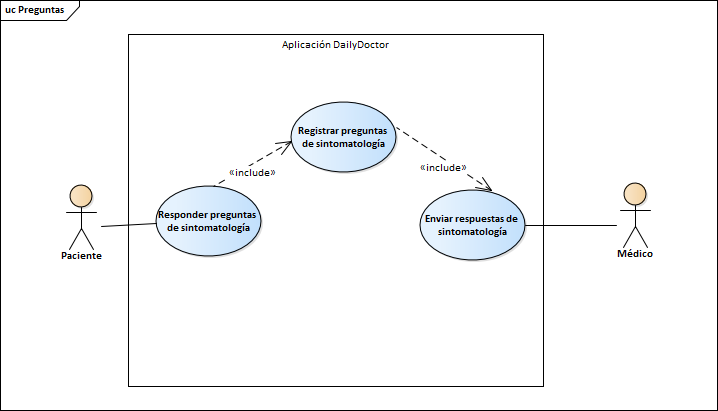 uc Preguntas
Aplicación DailyDoctor
Registrar preguntas
de sintomatología
«include»
«include»
Responder preguntas
de sintomatología
Enviar respuestas de
sintomatología
Paciente
Médico